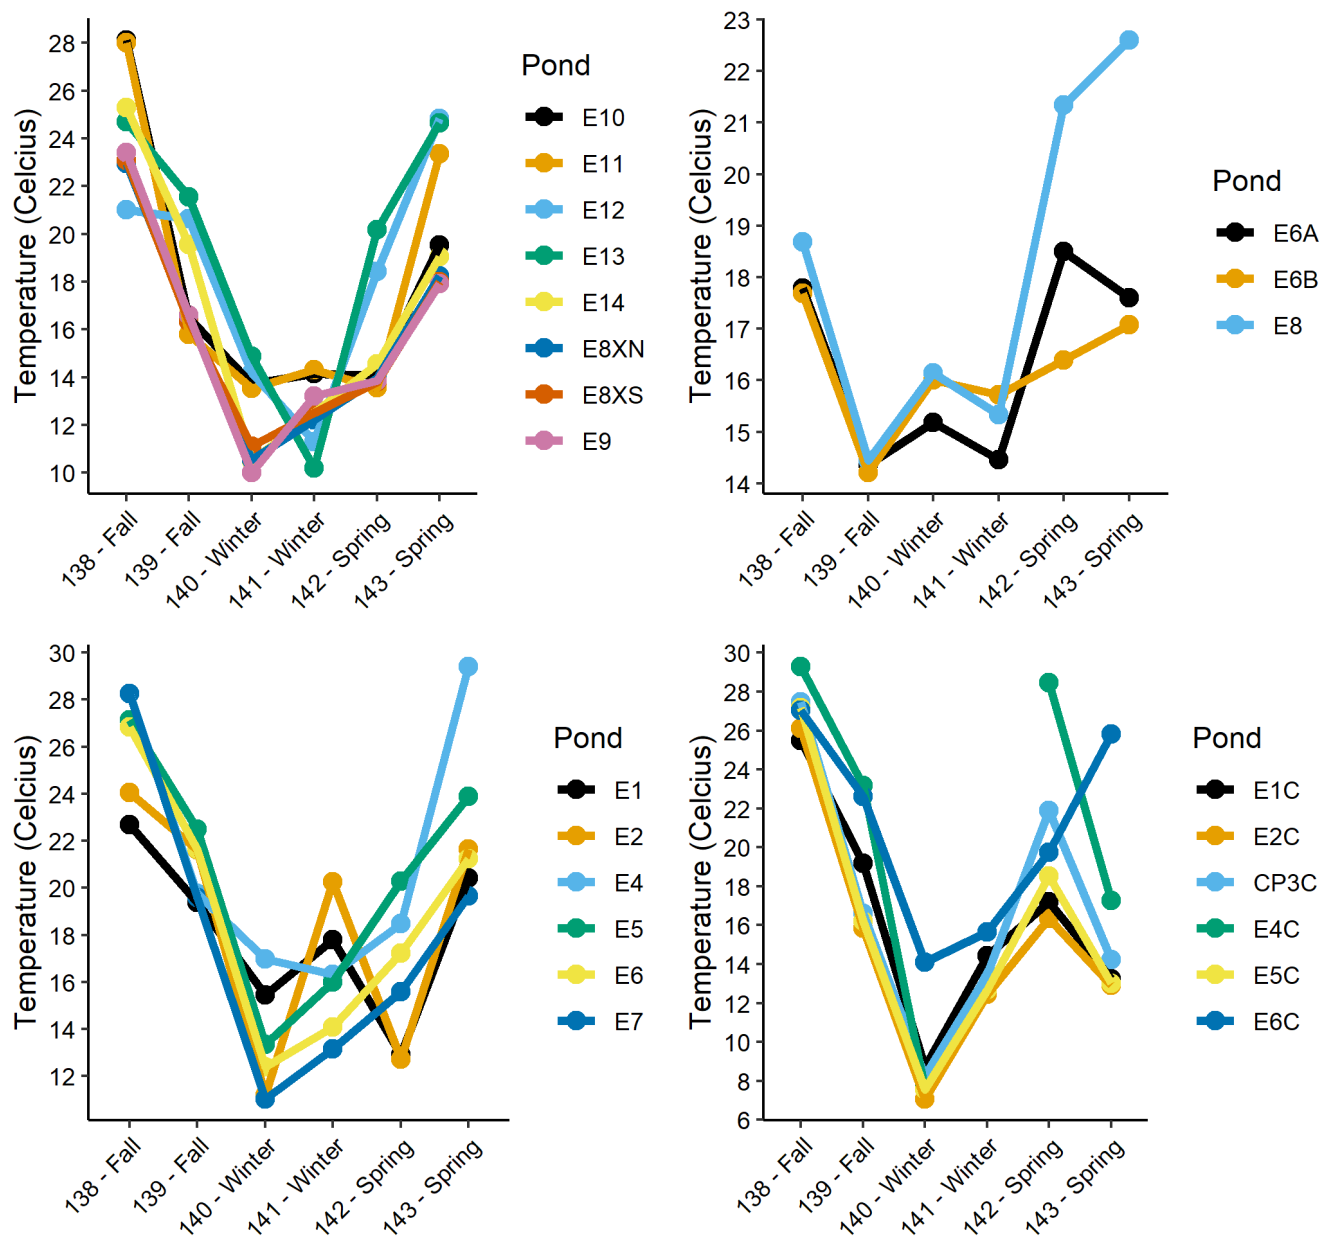 Temperature (Celcius)
28
26
24
22
20
18
16
14
12
10
138 - Fall
139 - Fall
140 - Winter
141 - Winter
142 - Spring
143 - Spring
Pond
E10
E11
E12
E13
E14
E8XN
E8XS
E9
Temperature (Celcius)
23
22
21
20
19
18
17
16
15
14
138 - Fall
139 - Fall
140 - Winter
141 - Winter
142 - Spring
143 - Spring
Pond
E6A
E6B
E8
Temperature (Celcius)
30
28
26
24
22
20
18
16
14
12
138 - Fall
139 - Fall
140 - Winter
141 - Winter
142 - Spring
143 - Spring
Pond
E1
E2
E4
E5
E6
E7
Temperature (Celcius)
30
28
26
24
22
20
18
16
14
12
10
8
6
138 - Fall
139 - Fall
140 - Winter
141 - Winter
142 - Spring
143 - Spring
Pond
E1C
E2C
CP3C
E4C
E5C
E6C